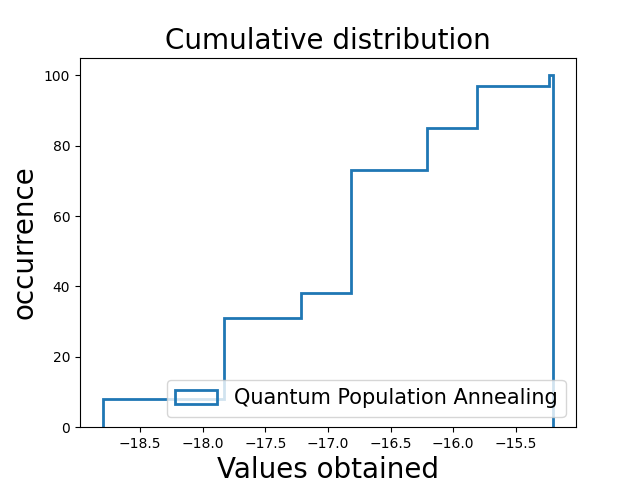 Cumulative distribution
occurrence
100
80
60
40
20
0
Quantum Population Annealing
−18.5 −18.0 −17.5 −17.0 −16.5 −16.0 −15.5
Values obtained